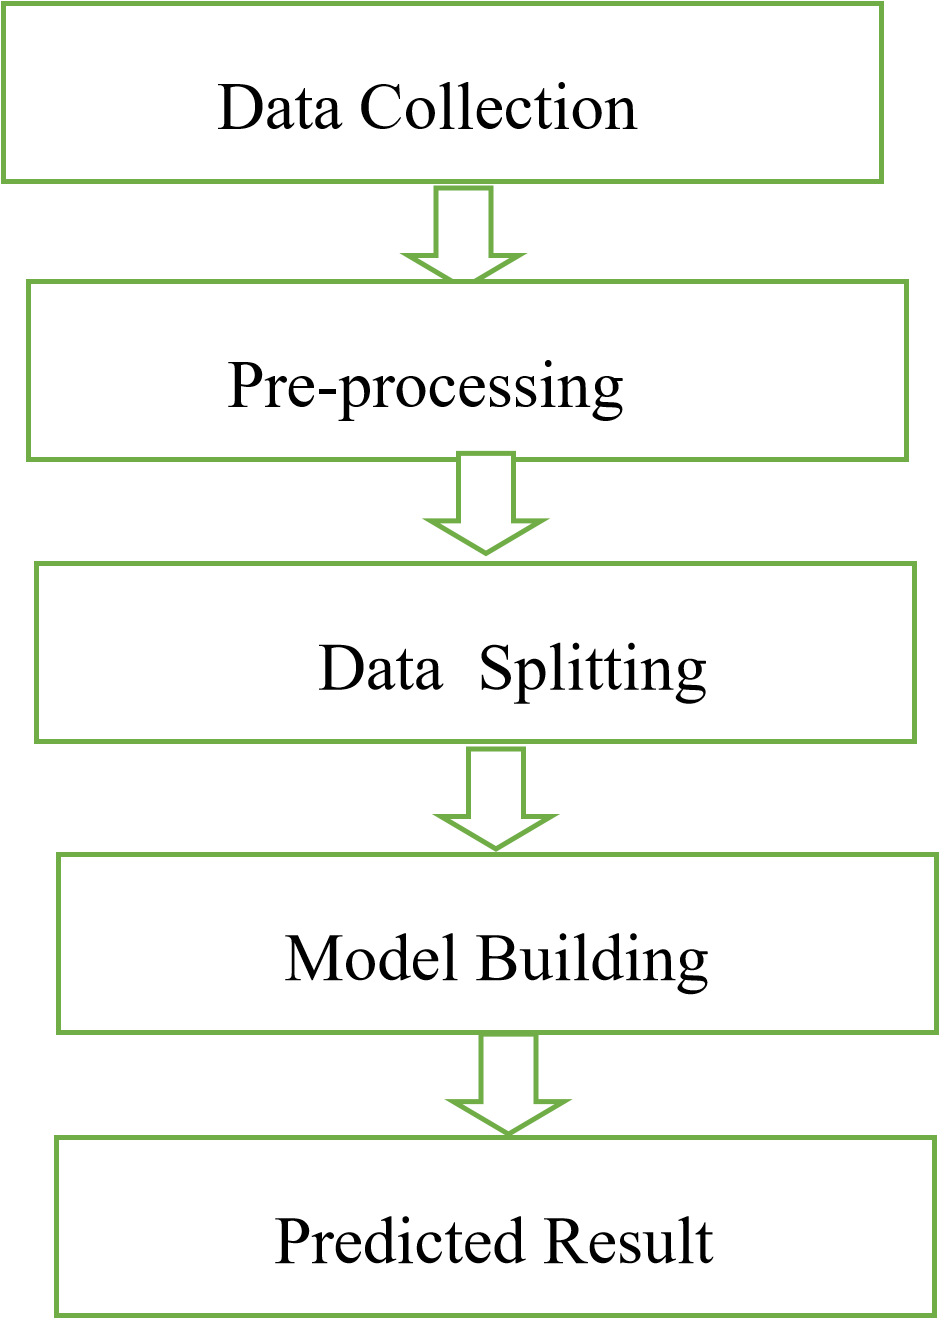 Data Collection
Pre-processing
Data  Splitting
Model Building
Predicted Result